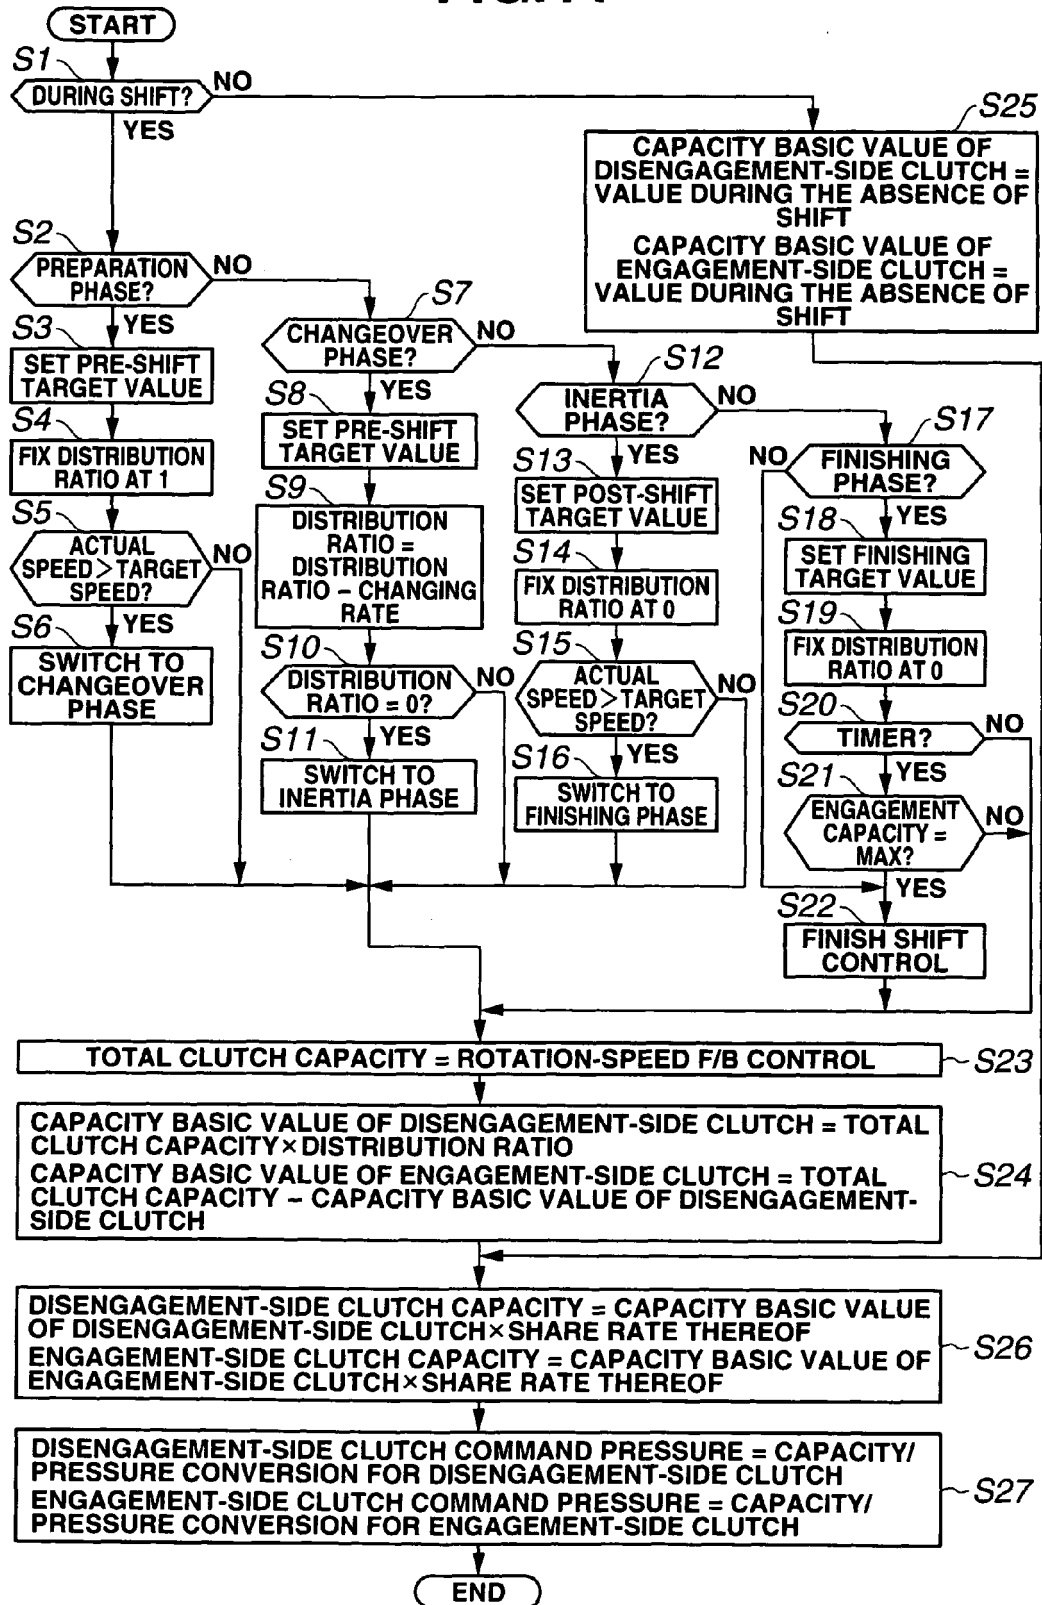 START
S1
DURING SHIFT?
NO
YES
S25
CAPACITY BASIC VALUE OF
DISENGAGEMENT-SIDE CLUTCH =
VALUE DURING THE ABSENCE OF
SHIFT
CAPACITY BASIC VALUE OF
ENGAGEMENT-SIDE CLUTCH =
VALUE DURING THE ABSENCE OF
SHIFT
S2
PREPARATION
PHASE?
NO
YES
S3
SET PRE-SHIFT
TARGET VALUE
S4
FIX DISTRIBUTION
RATIO AT 1
S5
ACTUAL
SPEED > TARGET
SPEED?
NO
YES
S6
SWITCH TO
CHANGEOVER
PHASE
S7
CHANGEOVER
PHASE?
NO
YES
S8
SET PRE-SHIFT
TARGET VALUE
S9
DISTRIBUTION
RATIO =
DISTRIBUTION
RATIO – CHANGING
RATE
S10
DISTRIBUTION
RATIO = 0?
NO
YES
S11
SWITCH TO
INERTIA PHASE
S12
INERTIA
PHASE?
NO
YES
S13
SET POST-SHIFT
TARGET VALUE
S14
FIX DISTRIBUTION
RATIO AT 0
S15
ACTUAL
SPEED > TARGET
SPEED?
NO
YES
S16
SWITCH TO
FINISHING PHASE
S17
NO
FINISHING
PHASE?
YES
S18
SET FINISHING
TARGET VALUE
S19
FIX DISTRIBUTION
RATIO AT 0
S20
TIMER?
NO
YES
S21
ENGAGEMENT
CAPACITY =
MAX?
NO
YES
S22
FINISH SHIFT
CONTROL
TOTAL CLUTCH CAPACITY = ROTATION-SPEED F/B CONTROL
S23
CAPACITY BASIC VALUE OF DISENGAGEMENT-SIDE CLUTCH = TOTAL
CLUTCH CAPACITY × DISTRIBUTION RATIO
CAPACITY BASIC VALUE OF ENGAGEMENT-SIDE CLUTCH = TOTAL
CLUTCH CAPACITY – CAPACITY BASIC VALUE OF DISENGAGEMENT-
SIDE CLUTCH
S24
DISENGAGEMENT-SIDE CLUTCH CAPACITY = CAPACITY BASIC VALUE
OF DISENGAGEMENT-SIDE CLUTCH × SHARE RATE THEREOF
ENGAGEMENT-SIDE CLUTCH CAPACITY = CAPACITY BASIC VALUE OF
ENGAGEMENT-SIDE CLUTCH × SHARE RATE THEREOF
S26
DISENGAGEMENT-SIDE CLUTCH COMMAND PRESSURE = CAPACITY/
PRESSURE CONVERSION FOR DISENGAGEMENT-SIDE CLUTCH
ENGAGEMENT-SIDE CLUTCH COMMAND PRESSURE = CAPACITY/
PRESSURE CONVERSION FOR ENGAGEMENT-SIDE CLUTCH
S27
END